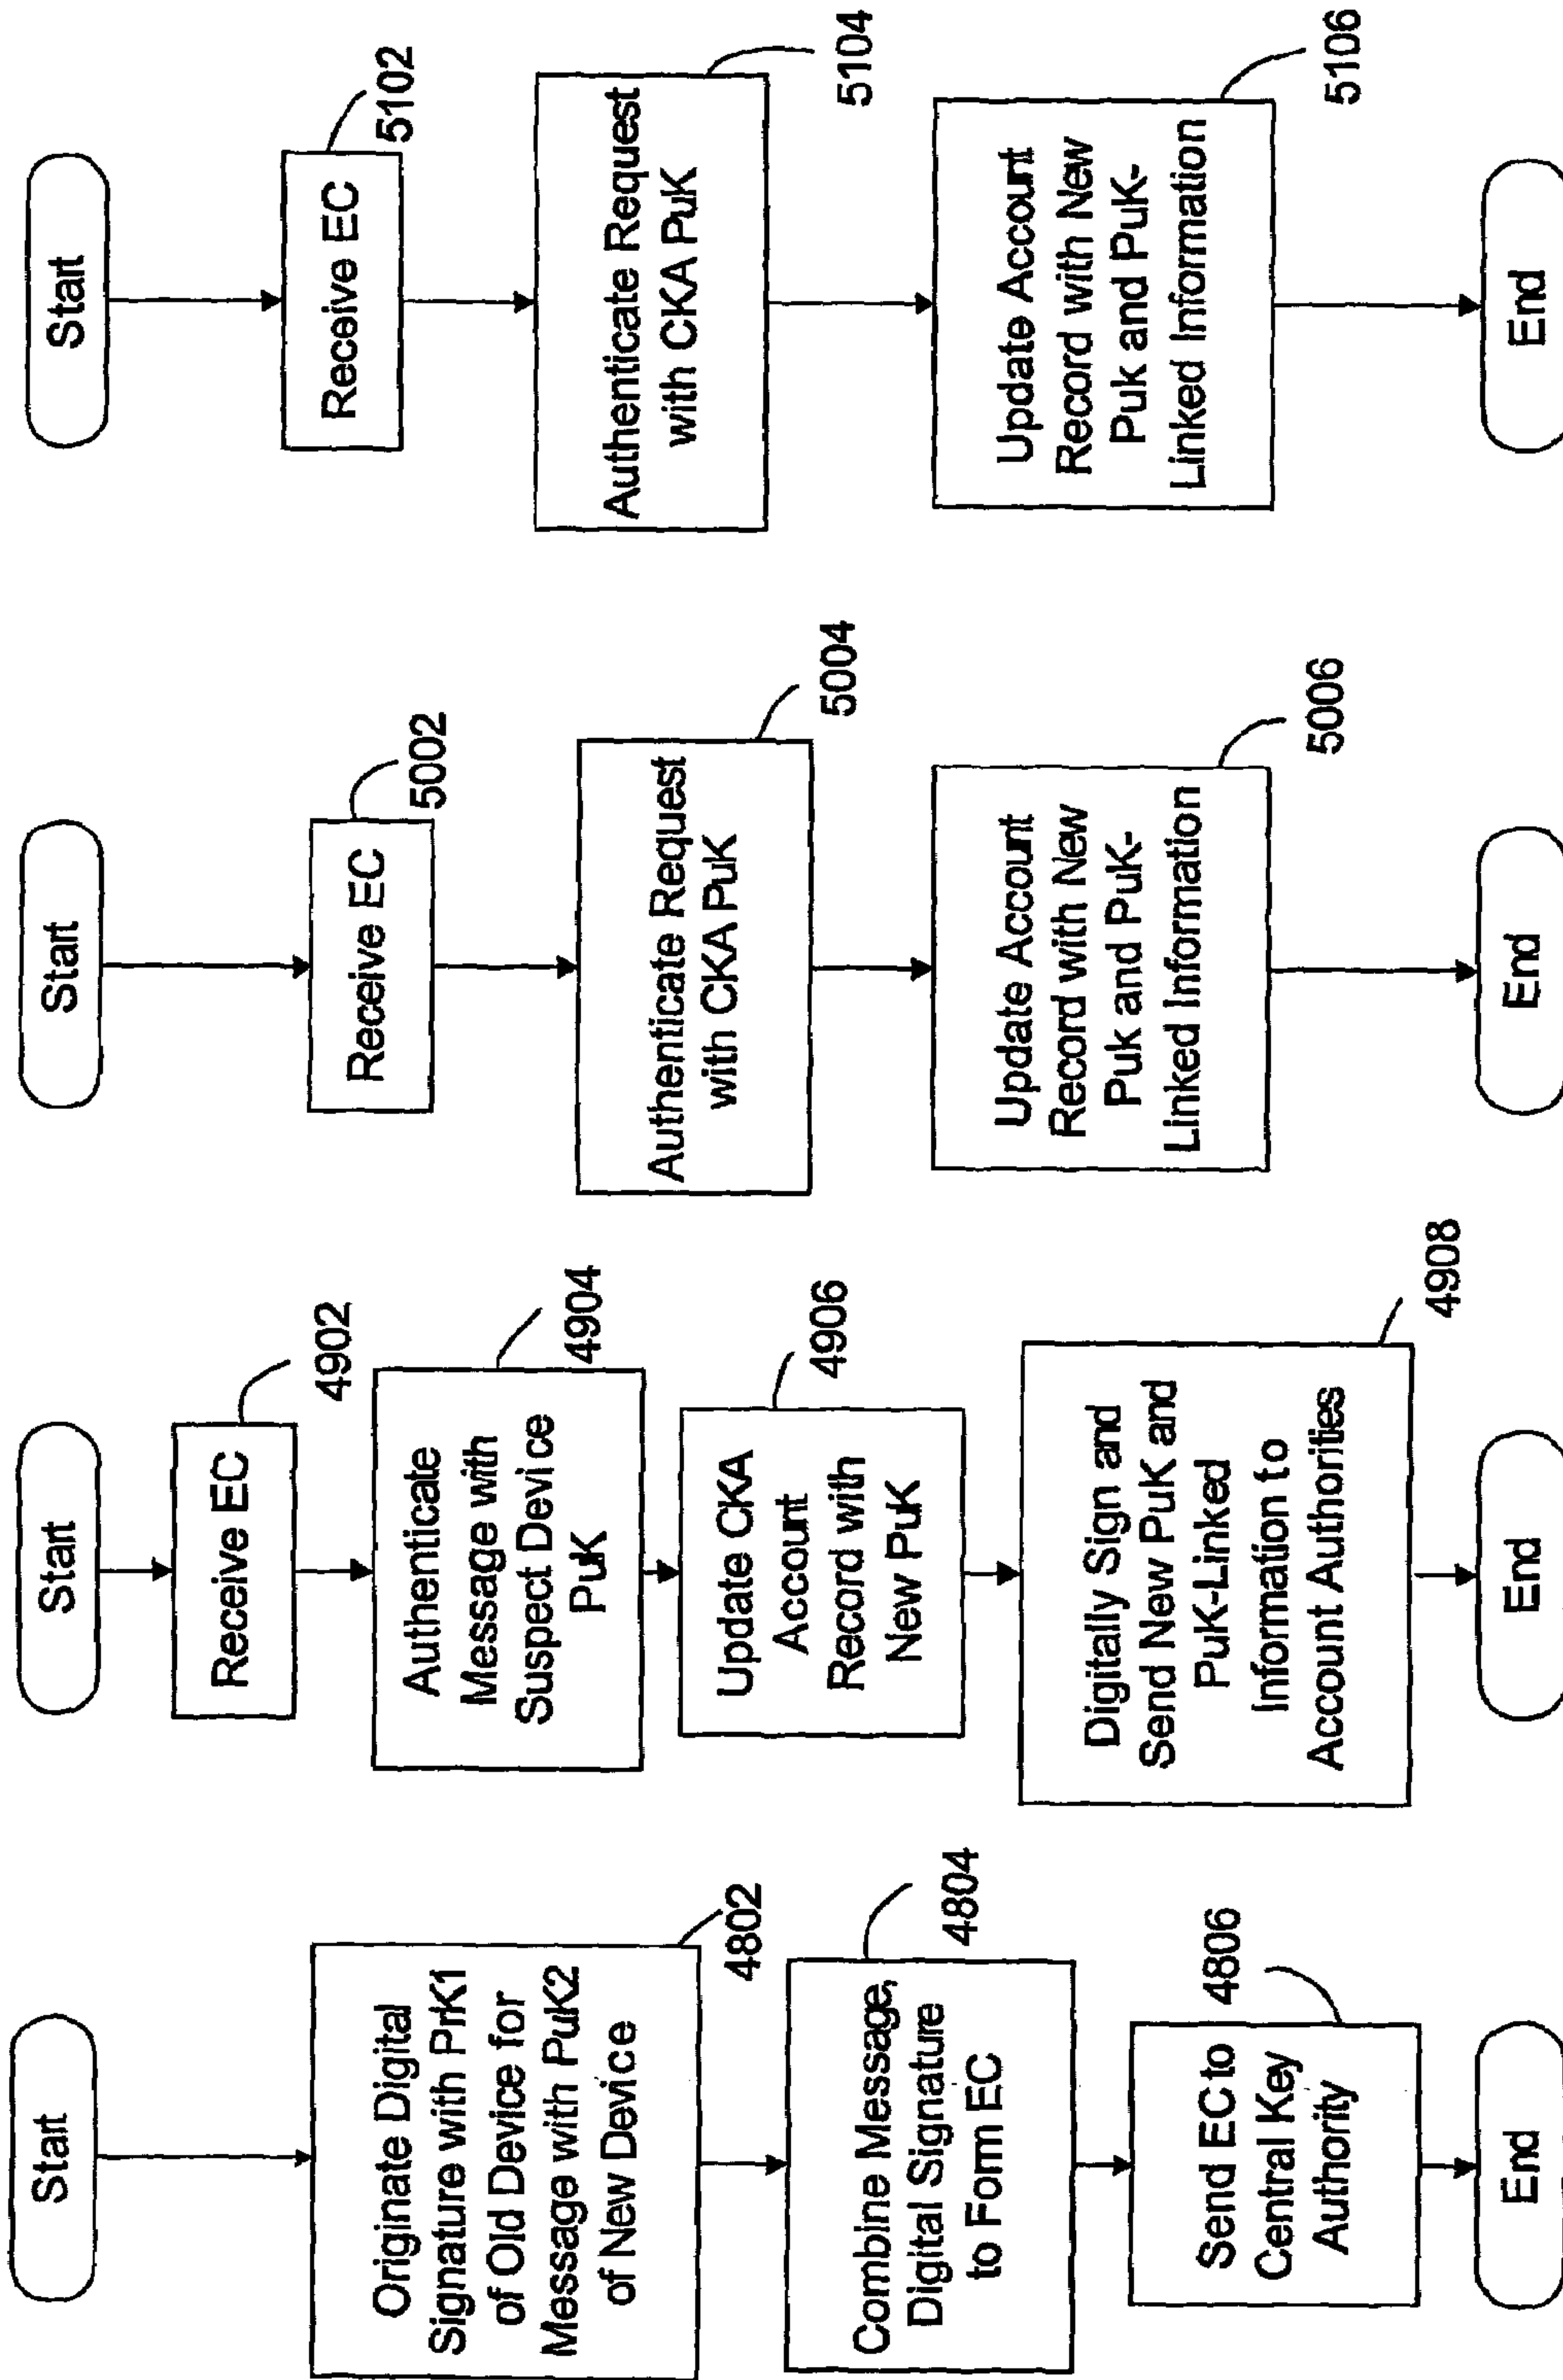 Start
Originate Digital
Signature with PrK1
of Old Device for
Message with PuK2
of New Device
4802
Combine Message,
Digital Signature
to Form EC
4804
Send EC to
Central Key
Authority
4806
End
Start
Receive EC
4902
Authenticate
Message with
Suspect Device
PuK
4904
Update CKA
Account
Record with
New PuK
4906
Digitally Sign and
Send New PuK and
PuK-Linked
Information to
Account Authorities
4908
End
Start
Receive EC
5002
Authenticate Request
with CKA PuK
5004
Update Account
Record with New
Puk and PuK-
Linked Information
5006
End
Start
Receive EC
5102
Authenticate Request
with CKA PuK
5104
Update Account
Record with New
Puk and PuK-
Linked Information
5106
End